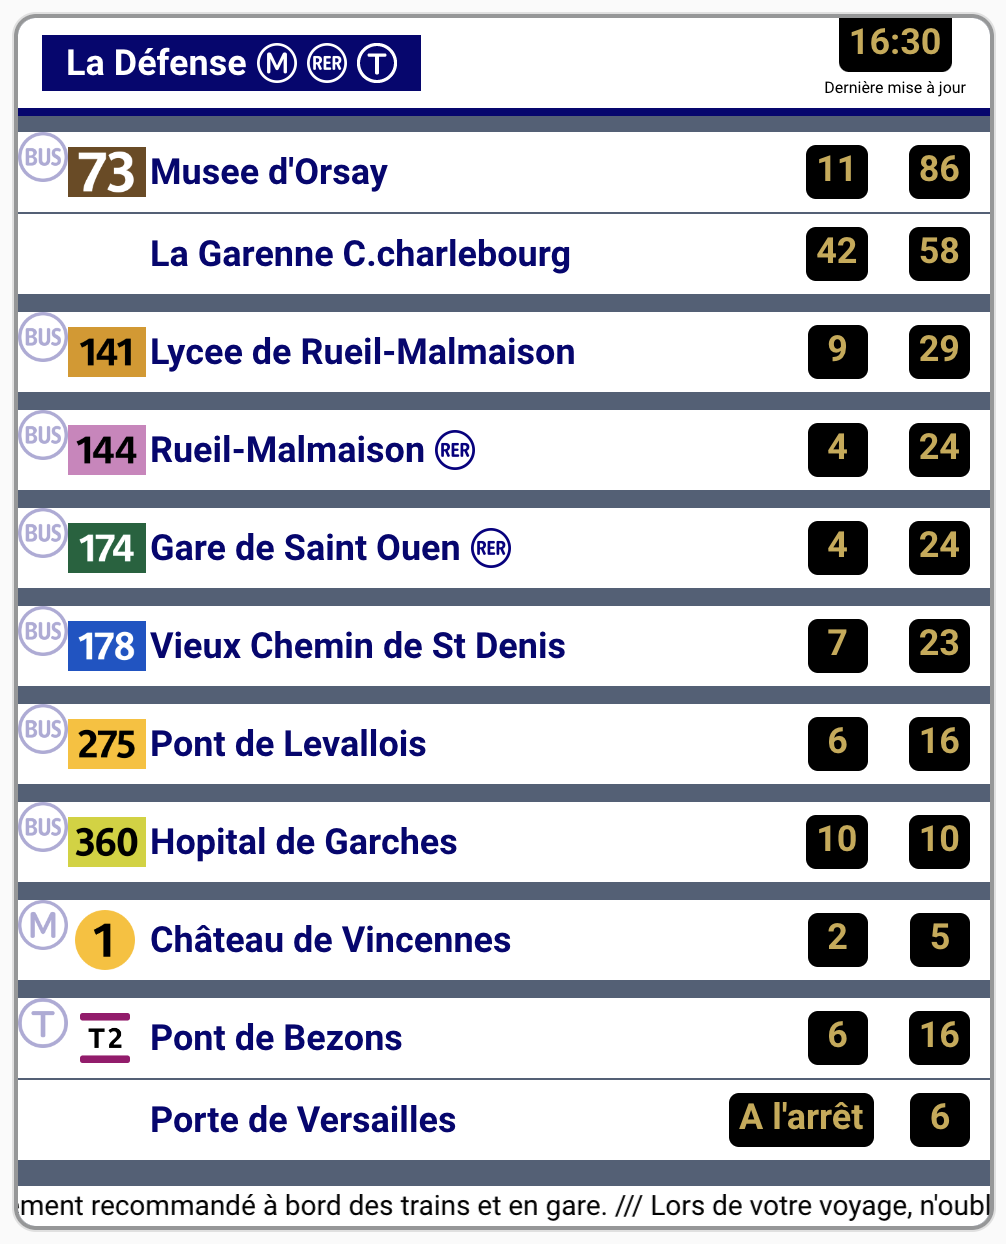 La Défense M RER T
16:30
Dernière mise à jour
BUS 73 Musee d'Orsay 11 86
La Garenne C.charlebourg 42 58
BUS 141 Lycee de Rueil-Malmaison 9 29
BUS 144 Rueil-Malmaison RER 4 24
BUS 174 Gare de Saint Ouen RER 4 24
BUS 178 Vieux Chemin de St Denis 7 23
BUS 275 Pont de Levallois 6 16
BUS 360 Hopital de Garches 10 10
M 1 Château de Vincennes 2 5
T T2 Pont de Bezons 6 16
Porte de Versailles A l'arrêt 6
ement recommandé à bord des trains et en gare. /// Lors de votre voyage, n'oubl